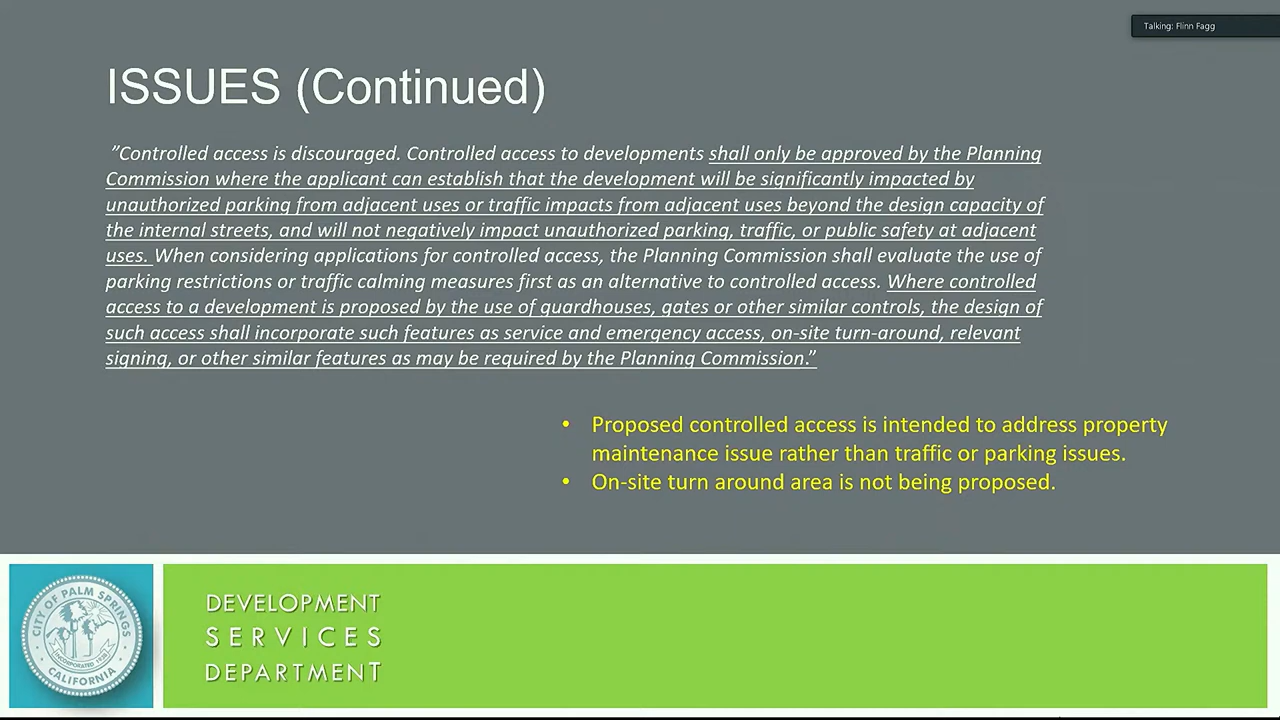 Talking: Flinn Fagg
ISSUES (Continued)
”Controlled access is discouraged. Controlled access to developments shall only be approved by the Planning
Commission where the applicant can establish that the development will be significantly impacted by
unauthorized parking from adjacent uses or traffic impacts from adjacent uses beyond the design capacity of
the internal streets, and will not negatively impact unauthorized parking, traffic, or public safety at adjacent
uses. When considering applications for controlled access, the Planning Commission shall evaluate the use of
parking restrictions or traffic calming measures first as an alternative to controlled access. Where controlled
access to a development is proposed by the use of guardhouses, gates or other similar controls, the design of
such access shall incorporate such features as service and emergency access, on-site turn-around, relevant
signing, or other similar features as may be required by the Planning Commission.”
• Proposed controlled access is intended to address property
maintenance issue rather than traffic or parking issues.
• On-site turn around area is not being proposed.
CITY OF PALM SPRINGS
INCORPORATED 1938
CALIFORNIA
DEVELOPMENT
SERVICES
DEPARTMENT